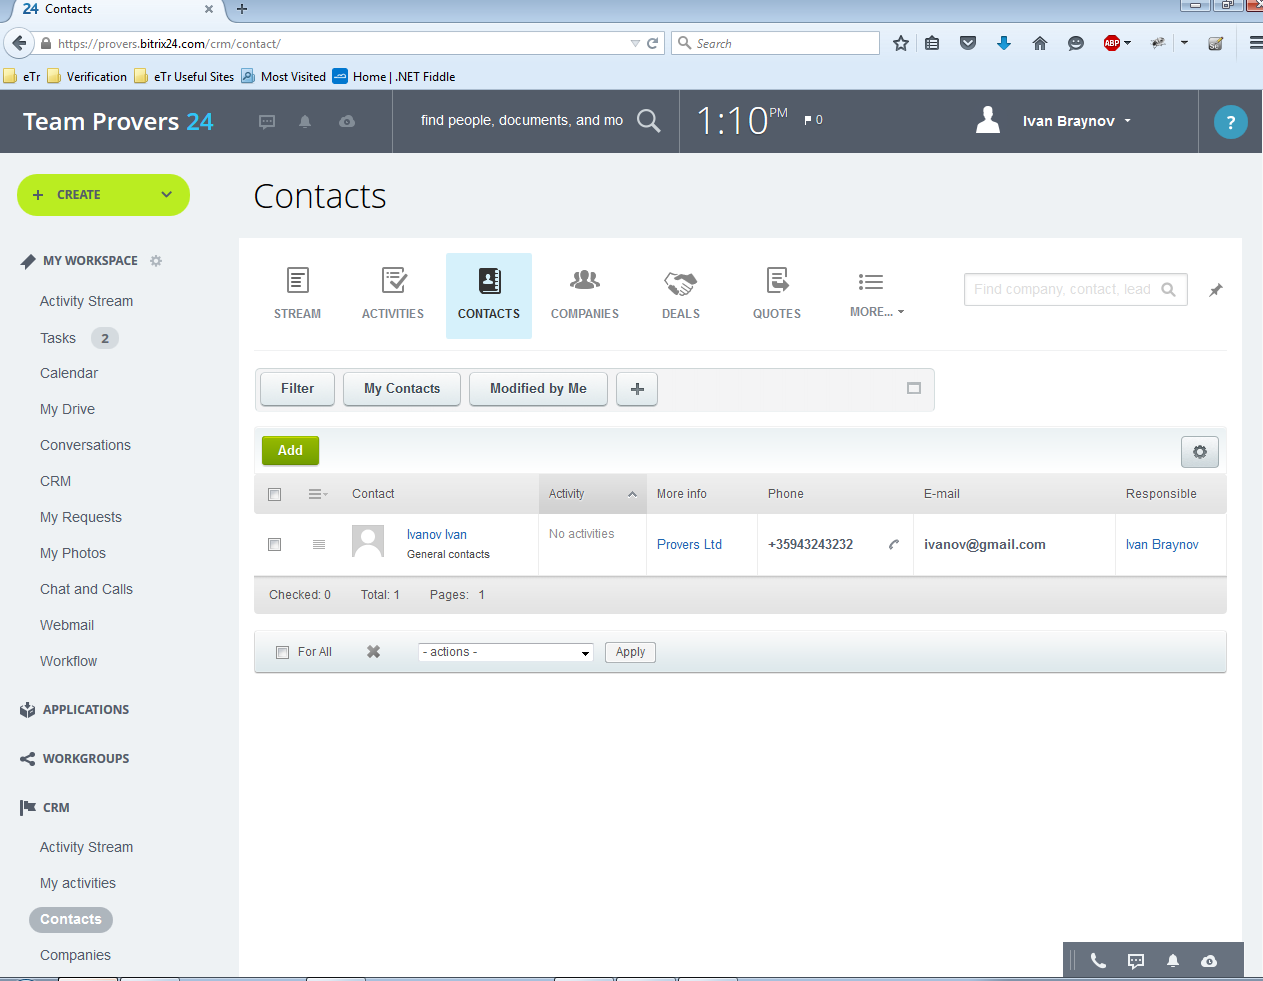 24 Contacts
https://provers.bitrix24.com/crm/contact/
Search
ABP
eTr Verification eTr Useful Sites Most Visited Home | .NET Fiddle
Team Provers 24
find people, documents, and mo
1:10 PM
0
Ivan Braynov
?
+ CREATE
Contacts
MY WORKSPACE
Activity Stream
Tasks 2
Calendar
My Drive
Conversations
CRM
My Requests
My Photos
Chat and Calls
Webmail
Workflow
APPLICATIONS
WORKGROUPS
CRM
Activity Stream
My activities
Contacts
Companies
STREAM ACTIVITIES CONTACTS COMPANIES DEALS QUOTES MORE...
Find company, contact, lead
Filter My Contacts Modified by Me +
Add
Contact Activity More info Phone E-mail Responsible
Ivanov Ivan
General contacts
No activities
Provers Ltd
+35943243232
ivanov@gmail.com
Ivan Braynov
Checked: 0 Total: 1 Pages: 1
For All - actions - Apply